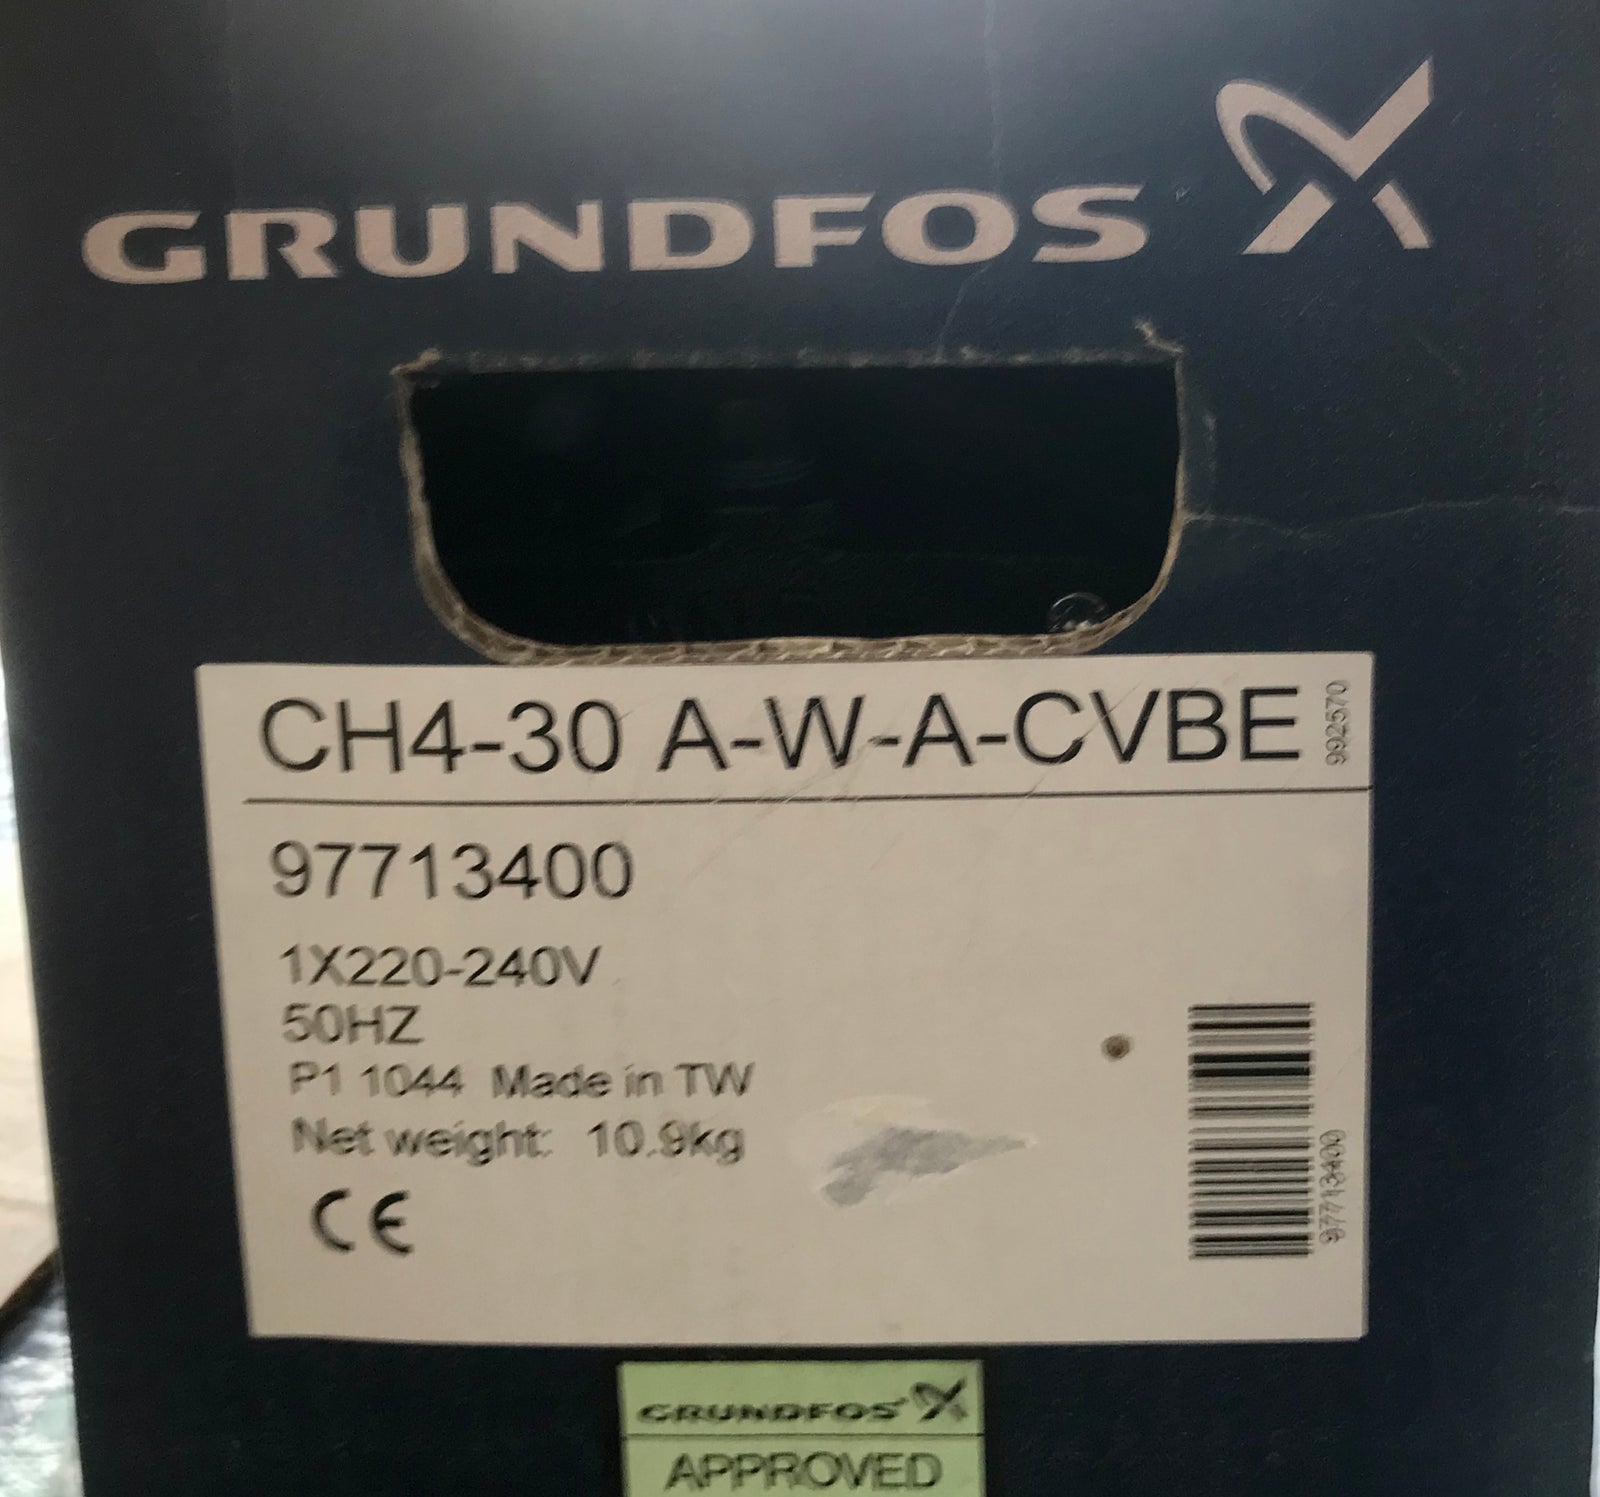 GRUNDFOS
CH4-30 A-W-A-CVBE
97713400
1X220-240V
50HZ
P1 1044 Made in TW
Net weight: 10.9kg
CE
97713400
GRUNDFOS
APPROVED